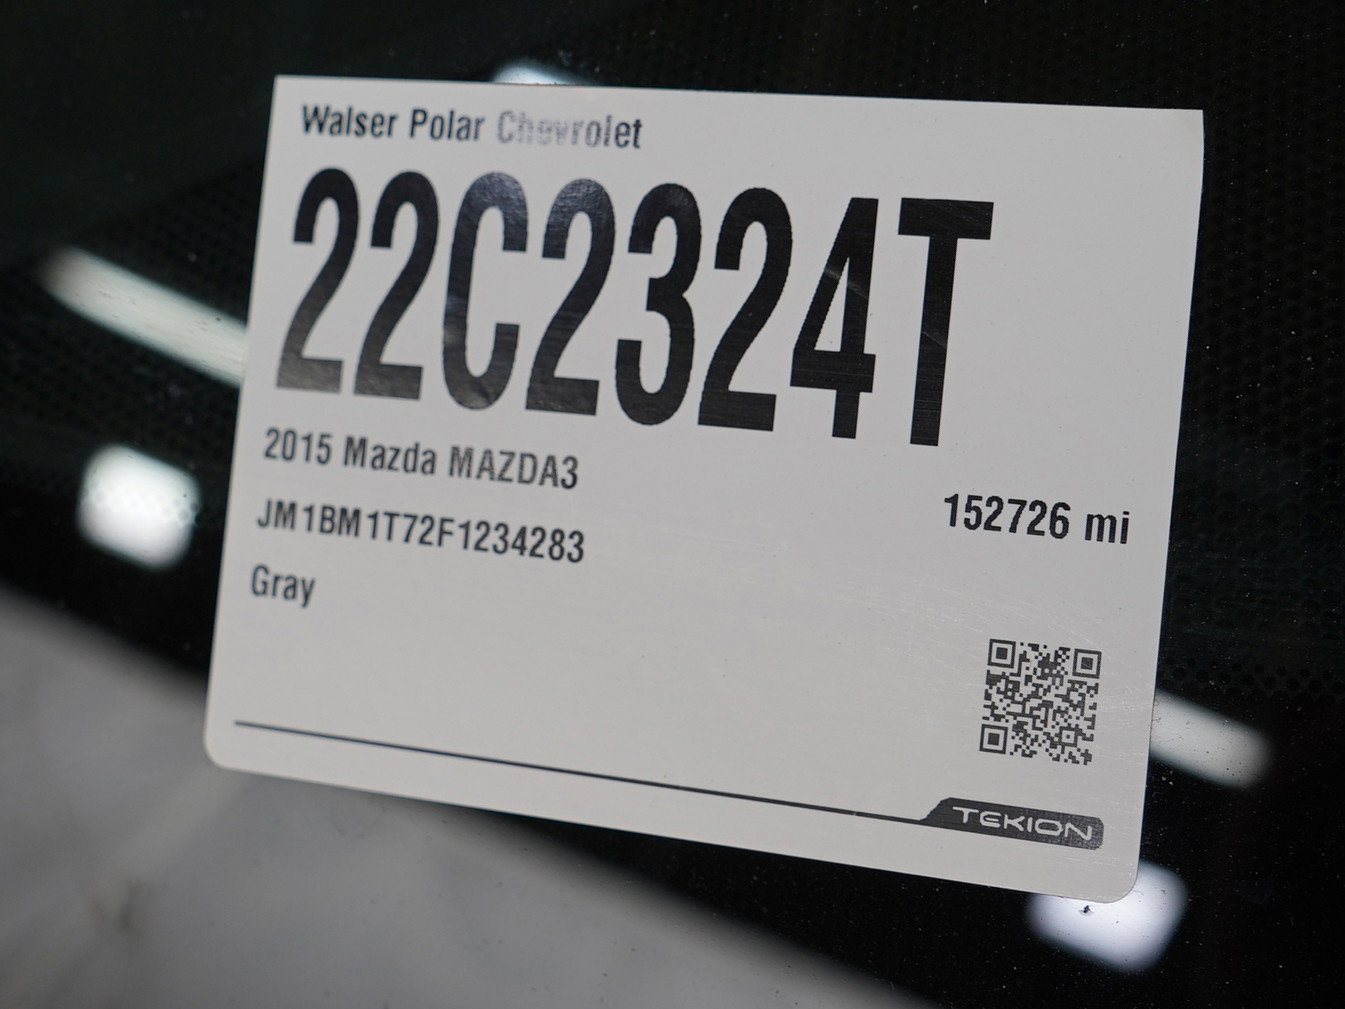 Walser Polar Chevrolet
22C2324T
2015 Mazda MAZDA3
152726 mi
JM1BM1T72F1234283
Gray
TEKION